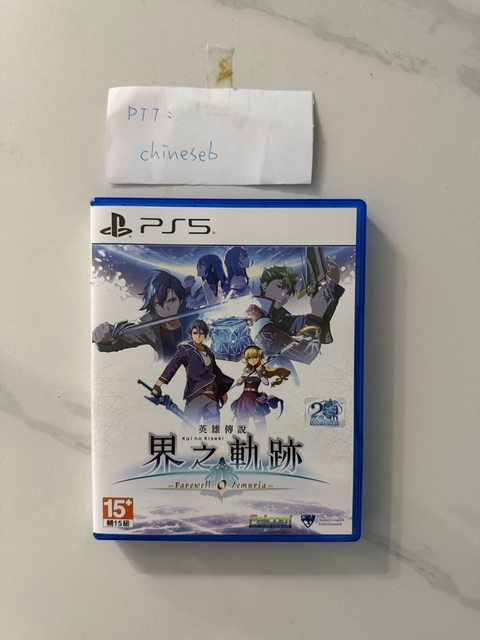 PTT:
chineseb
PS5
英雄傳說
Kai no Kiseki
界之軌跡
—Farewell, O Zemuria—
15+
輔15級
Falcom